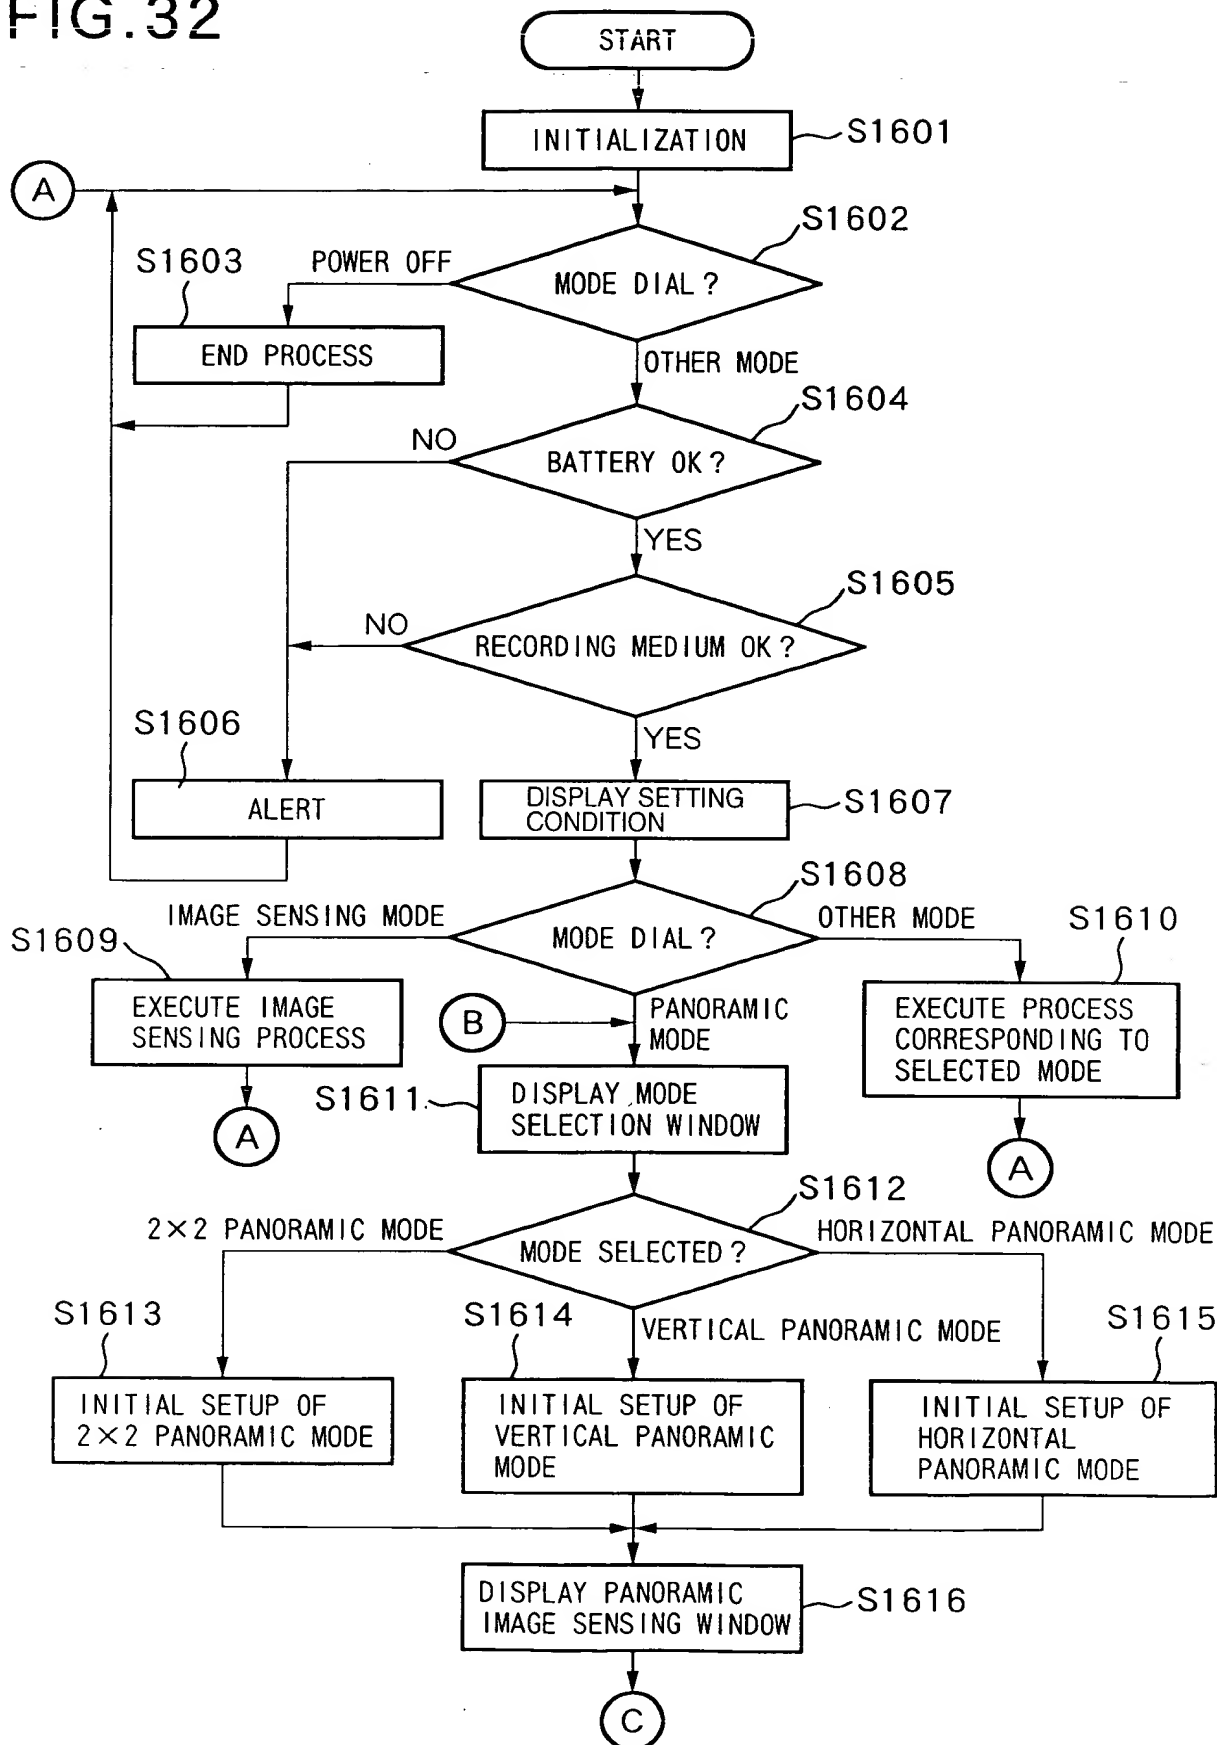 FIG.32
START
INITIALIZATION
S1601
A
S1602
MODE DIAL?
POWER OFF
S1603
END PROCESS
OTHER MODE
S1604
BATTERY OK?
NO
YES
S1605
RECORDING MEDIUM OK?
NO
YES
S1606
ALERT
DISPLAY SETTING
CONDITION
S1607
S1608
MODE DIAL?
IMAGE SENSING MODE
OTHER MODE
S1609
S1610
EXECUTE IMAGE
SENSING PROCESS
A
B
PANORAMIC
MODE
EXECUTE PROCESS
CORRESPONDING TO
SELECTED MODE
A
S1611
DISPLAY MODE
SELECTION WINDOW
S1612
MODE SELECTED?
2×2 PANORAMIC MODE
HORIZONTAL PANORAMIC MODE
VERTICAL PANORAMIC MODE
S1613
INITIAL SETUP OF
2×2 PANORAMIC MODE
S1614
INITIAL SETUP OF
VERTICAL PANORAMIC
MODE
S1615
INITIAL SETUP OF
HORIZONTAL
PANORAMIC MODE
DISPLAY PANORAMIC
IMAGE SENSING WINDOW
S1616
C